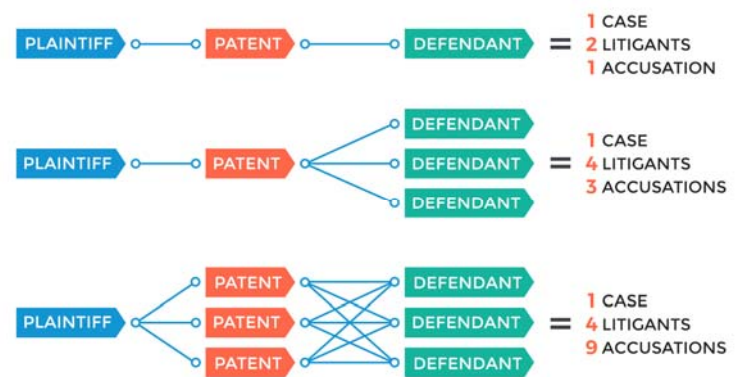 PLAINTIFF PATENT DEFENDANT = 1 CASE
2 LITIGANTS
1 ACCUSATION
DEFENDANT
PLAINTIFF PATENT DEFENDANT = 1 CASE
4 LITIGANTS
3 ACCUSATIONS
DEFENDANT
PATENT DEFENDANT
PLAINTIFF PATENT DEFENDANT = 1 CASE
4 LITIGANTS
9 ACCUSATIONS
PATENT DEFENDANT